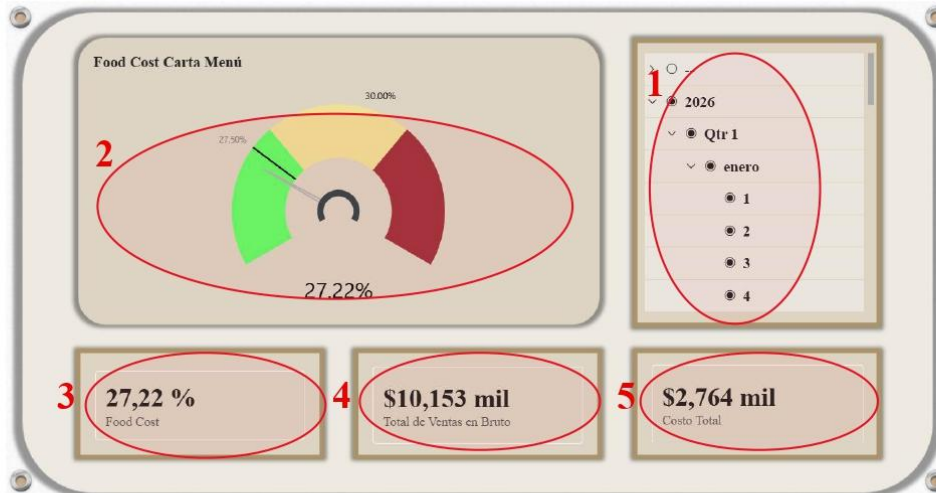 Food Cost Carta Menú
30.00%
27.50%
2
27.22%
1
2026
Qtr 1
enero
1
2
3
4
3
27,22 %
Food Cost
4
$10,153 mil
Total de Ventas en Bruto
5
$2,764 mil
Costo Total